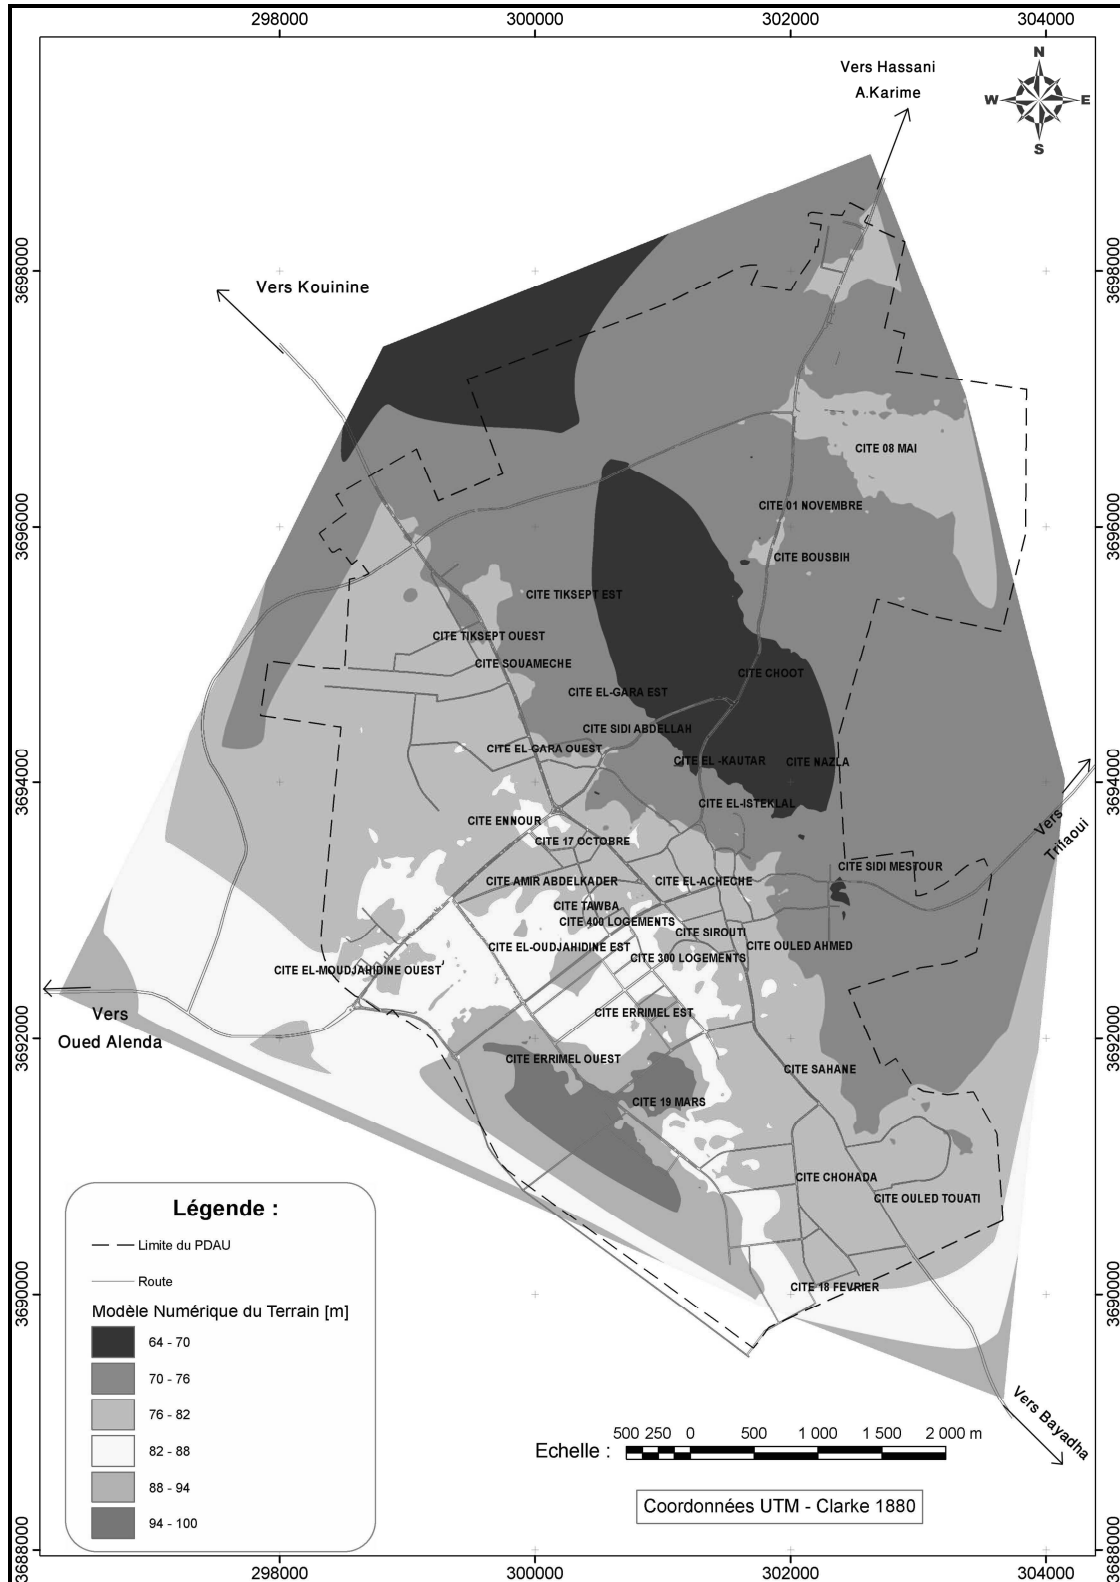 298000
300000
302000
304000
Vers Hassani
A.Karime
N
W
E
S
3698000
3698000
Vers Kouinine
CITE 08 MAI
CITE 01 NOVEMBRE
3696000
3696000
CITE BOUSBIH
CITE TIKSEPT EST
CITE TIKSEPT OUEST
CITE SOUAMECHE
CITE CHOOT
CITE EL-GARA EST
CITE SIDI ABDELLAH
CITE EL-GARA OUEST
CITE EL -KAUTAR
CITE NAZLA
3694000
3694000
CITE EL-ISTEKLAL
CITE ENNOUR
Vers
Trifaoui
CITE 17 OCTOBRE
CITE SIDI MESTOUR
CITE AMIR ABDELKADER
CITE EL-ACHECHE
CITE TAWBA
CITE 400 LOGEMENTS
CITE SIROUTI
CITE EL-OUDJAHIDINE EST
CITE OULED AHMED
CITE 300 LOGEMENTS
CITE EL-MOUDJAHIDINE OUEST
Vers
Oued Alenda
CITE ERRIMEL EST
3692000
3692000
CITE ERRIMEL OUEST
CITE SAHANE
CITE 19 MARS
CITE CHOHADA
CITE OULED TOUATI
CITE 18 FEVRIER
3690000
3690000
Légende :
Limite du PDAU
Route
Modèle Numérique du Terrain [m]
64 - 70
70 - 76
76 - 82
82 - 88
88 - 94
94 - 100
Vers Bayadha
Echelle :
500 250 0 500 1 000 1 500 2 000 m
Coordonnées UTM - Clarke 1880
3688000
3688000
298000
300000
302000
304000